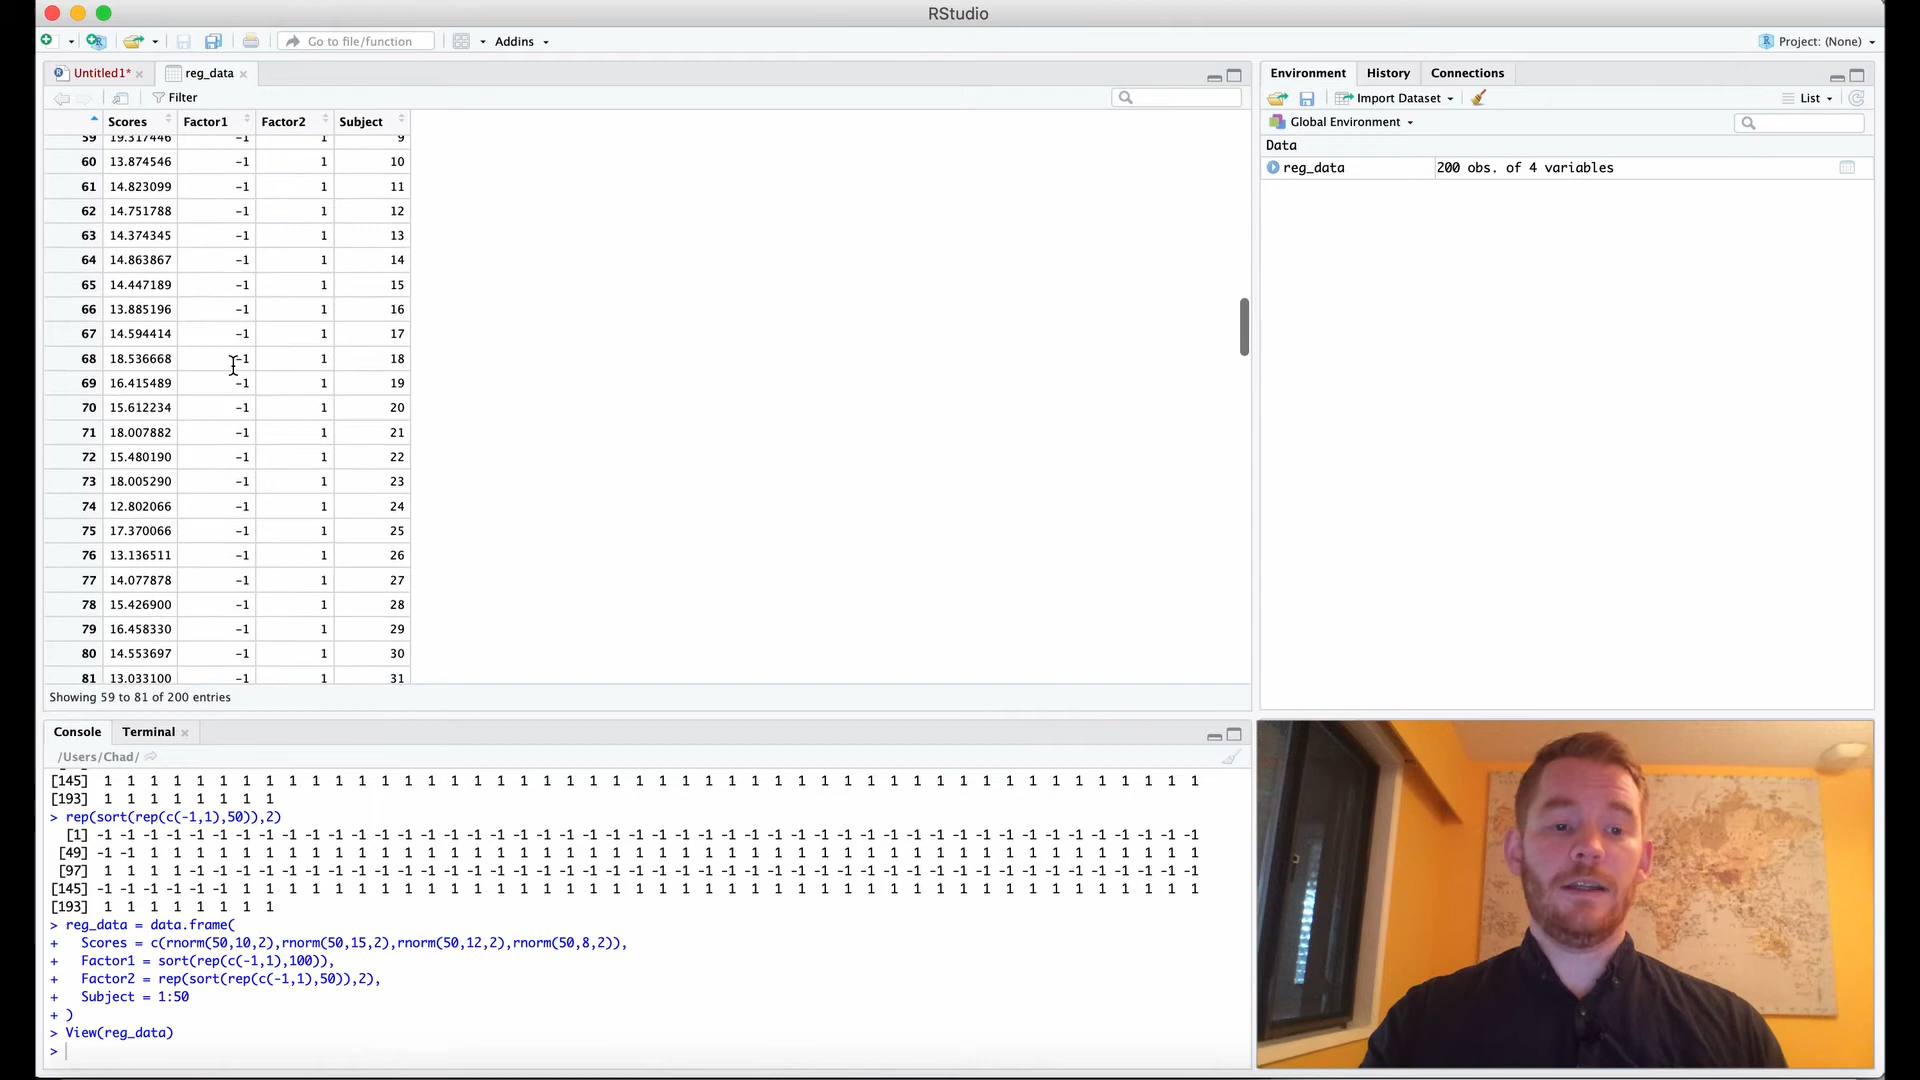 RStudio
Go to file/function
Addins
Project: (None)
Untitled1*
reg_data
Filter
Scores Factor1 Factor2 Subject
59 19.317446 -1 1 9
60 13.874546 -1 1 10
61 14.823099 -1 1 11
62 14.751788 -1 1 12
63 14.374345 -1 1 13
64 14.863867 -1 1 14
65 14.447189 -1 1 15
66 13.885196 -1 1 16
67 14.594414 -1 1 17
68 18.536668 -1 1 18
69 16.415489 -1 1 19
70 15.612234 -1 1 20
71 18.007882 -1 1 21
72 15.480190 -1 1 22
73 18.005290 -1 1 23
74 12.802066 -1 1 24
75 17.370066 -1 1 25
76 13.136511 -1 1 26
77 14.077878 -1 1 27
78 15.426900 -1 1 28
79 16.458330 -1 1 29
80 14.553697 -1 1 30
81 13.033100 -1 1 31
Showing 59 to 81 of 200 entries
Environment History Connections
Import Dataset
List
Global Environment
Data
reg_data 200 obs. of 4 variables
Console Terminal
/Users/Chad/
[145] 1 1 1 1 1 1 1 1 1 1 1 1 1 1 1 1 1 1 1 1 1 1 1 1 1 1 1 1 1 1 1 1 1 1 1 1 1 1 1 1 1 1 1 1 1 1 1 1
[193] 1 1 1 1 1 1 1 1
> rep(sort(rep(c(-1,1),50)),2)
[1] -1 -1 -1 -1 -1 -1 -1 -1 -1 -1 -1 -1 -1 -1 -1 -1 -1 -1 -1 -1 -1 -1 -1 -1 -1 -1 -1 -1 -1 -1 -1 -1 -1 -1 -1 -1 -1 -1 -1 -1 -1 -1 -1 -1 -1 -1 -1 -1
[49] -1 -1 1 1 1 1 1 1 1 1 1 1 1 1 1 1 1 1 1 1 1 1 1 1 1 1 1 1 1 1 1 1 1 1 1 1 1 1 1 1 1 1 1 1 1 1 1 1
[97] 1 1 1 1 -1 -1 -1 -1 -1 -1 -1 -1 -1 -1 -1 -1 -1 -1 -1 -1 -1 -1 -1 -1 -1 -1 -1 -1 -1 -1 -1 -1 -1 -1 -1 -1 -1 -1 -1 -1 -1 -1 -1 -1 -1 -1 -1 -1 -1 -1 -1 -1
[145] -1 -1 -1 -1 -1 -1 1 1 1 1 1 1 1 1 1 1 1 1 1 1 1 1 1 1 1 1 1 1 1 1 1 1 1 1 1 1 1 1 1 1 1 1 1 1 1 1 1 1
[193] 1 1 1 1 1 1 1 1
> reg_data = data.frame(
+ Scores = c(rnorm(50,10,2),rnorm(50,15,2),rnorm(50,12,2),rnorm(50,8,2)),
+ Factor1 = sort(rep(c(-1,1),100)),
+ Factor2 = rep(sort(rep(c(-1,1),50)),2),
+ Subject = 1:50
+ )
> View(reg_data)
>